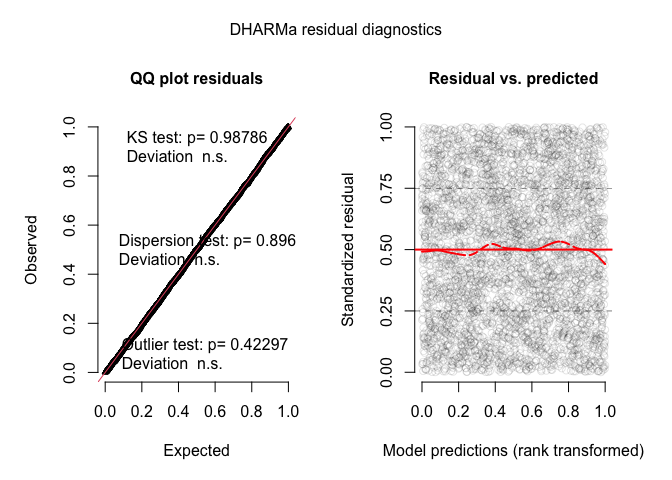 DHARMa residual diagnostics
QQ plot residuals
KS test: p= 0.98786
Deviation  n.s.
Dispersion test: p= 0.896
Deviation  n.s.
Outlier test: p= 0.42297
Deviation  n.s.
Observed
0.0 0.2 0.4 0.6 0.8 1.0
0.0 0.2 0.4 0.6 0.8 1.0
Expected
Residual vs. predicted
Standardized residual
0.00 0.25 0.50 0.75 1.00
0.0 0.2 0.4 0.6 0.8 1.0
Model predictions (rank transformed)